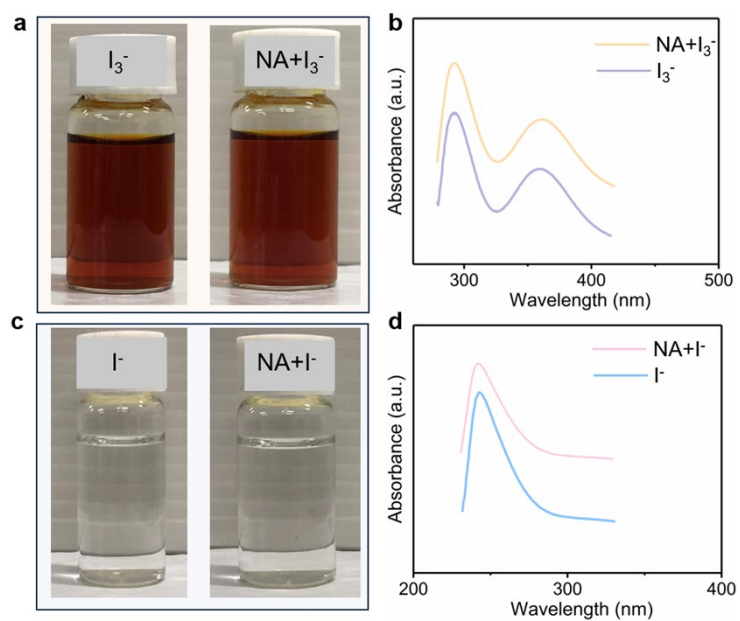 a
I₃⁻
NA+I₃⁻
b
NA+I₃⁻
I₃⁻
Absorbance (a.u.)
300
400
500
Wavelength (nm)
c
I⁻
NA+I⁻
d
NA+I⁻
I⁻
Absorbance (a.u.)
200
300
400
Wavelength (nm)